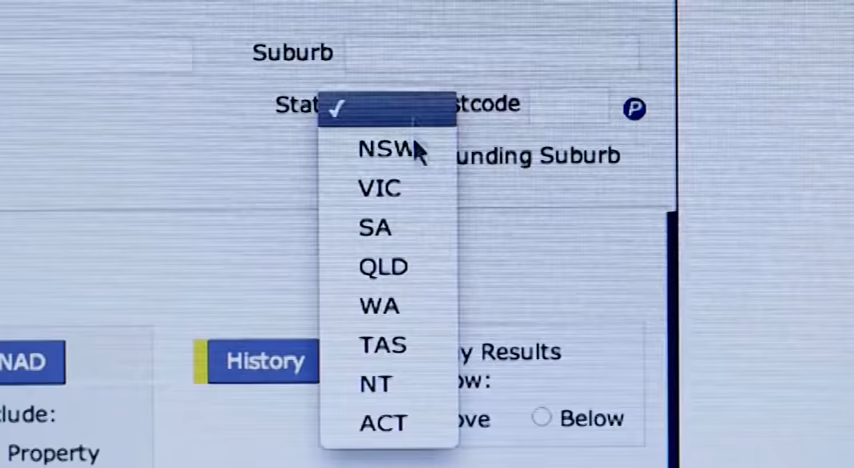 Suburb
Stat ✓ stcode P
NSW unding Suburb
VIC
SA
QLD
WA
TAS y Results
NAD History
NT ow:
clude:
ACT ove Below
Property